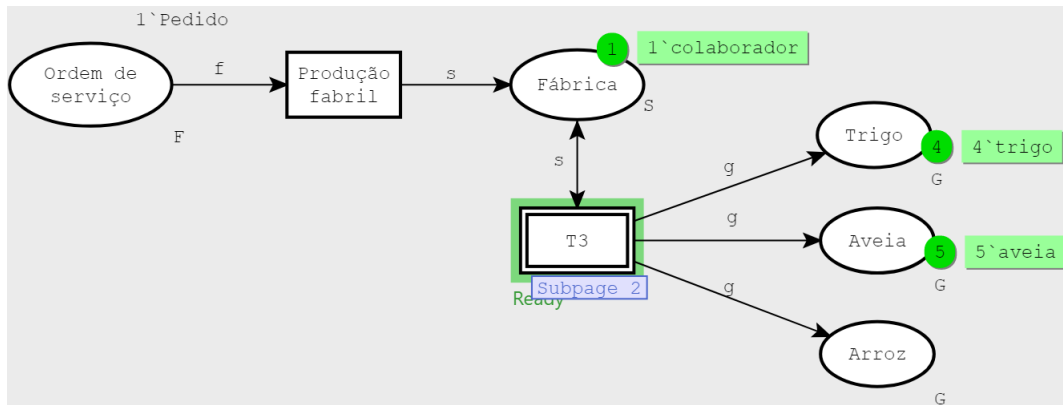 1`Pedido
Ordem de
serviço
F
f
Produção
fabril
s
Fábrica
S
1
1`colaborador
s
T3
Subpage 2
Ready
g
Trigo
4
4`trigo
G
g
Aveia
5
5`aveia
G
g
Arroz
G